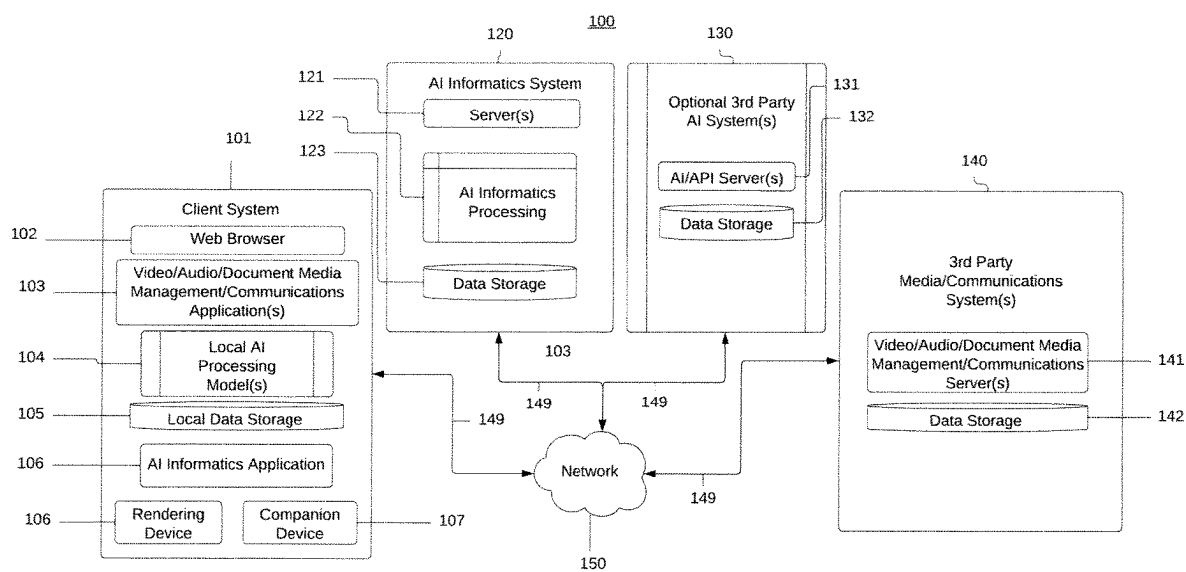 100
120
AI Informatics System
121
Server(s)
122
AI Informatics
Processing
123
Data Storage
130
Optional 3rd Party
AI System(s)
131
AI/API Server(s)
132
Data Storage
101
Client System
102
Web Browser
103
Video/Audio/Document Media
Management/Communications
Application(s)
104
Local AI
Processing
Model(s)
105
Local Data Storage
106
AI Informatics Application
106
Rendering
Device
Companion
Device
107
140
3rd Party
Media/Communications
System(s)
Video/Audio/Document Media
Management/Communications
Server(s)
141
Data Storage
142
103
149
149
149
149
Network
150